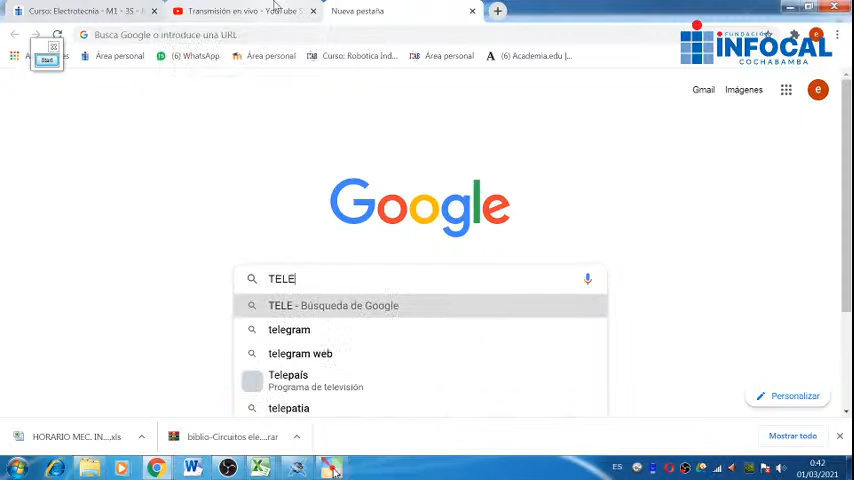 Curso: Electrotecnia - M1 - 3S -
Transmisión en vivo - YouTube S
Nueva pestaña
Busca Google o introduce una URL
Start
Área personal
(6) WhatsApp
Área personal
Curso: Robotica Ind...
Área personal
(6) Academia.edu |...
FUNDACIÓN
INFOCAL
COCHABAMBA
Gmail
Imágenes
e
Google
TELE
TELE - Búsqueda de Google
telegram
telegram web
Telepaís
Programa de televisión
telepatia
Personalizar
HORARIO MEC. IN....xls
biblio-Circuitos ele....rar
Mostrar todo
ES
0:42
01/03/2021